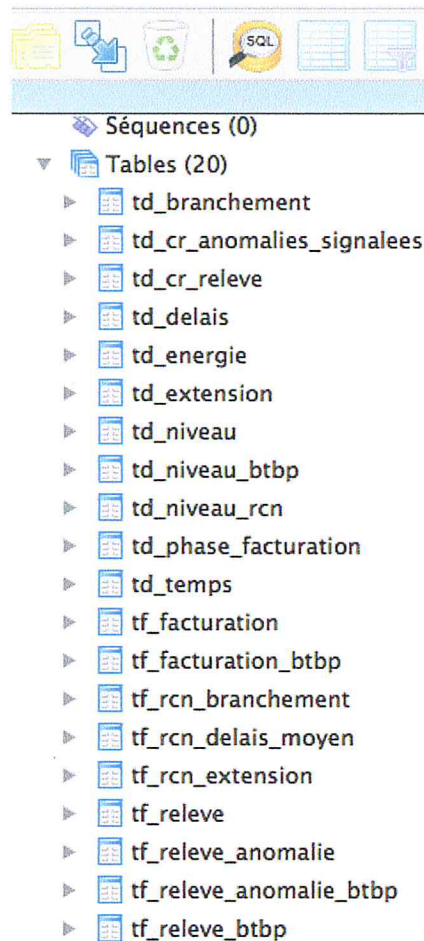 SQL
Séquences (0)
Tables (20)
td_branchement
td_cr_anomalies_signalees
td_cr_releve
td_delais
td_energie
td_extension
td_niveau
td_niveau_btbp
td_niveau_rcn
td_phase_facturation
td_temps
tf_facturation
tf_facturation_btbp
tf_rcn_branchement
tf_rcn_delais_moyen
tf_rcn_extension
tf_releve
tf_releve_anomalie
tf_releve_anomalie_btbp
tf_releve_btbp